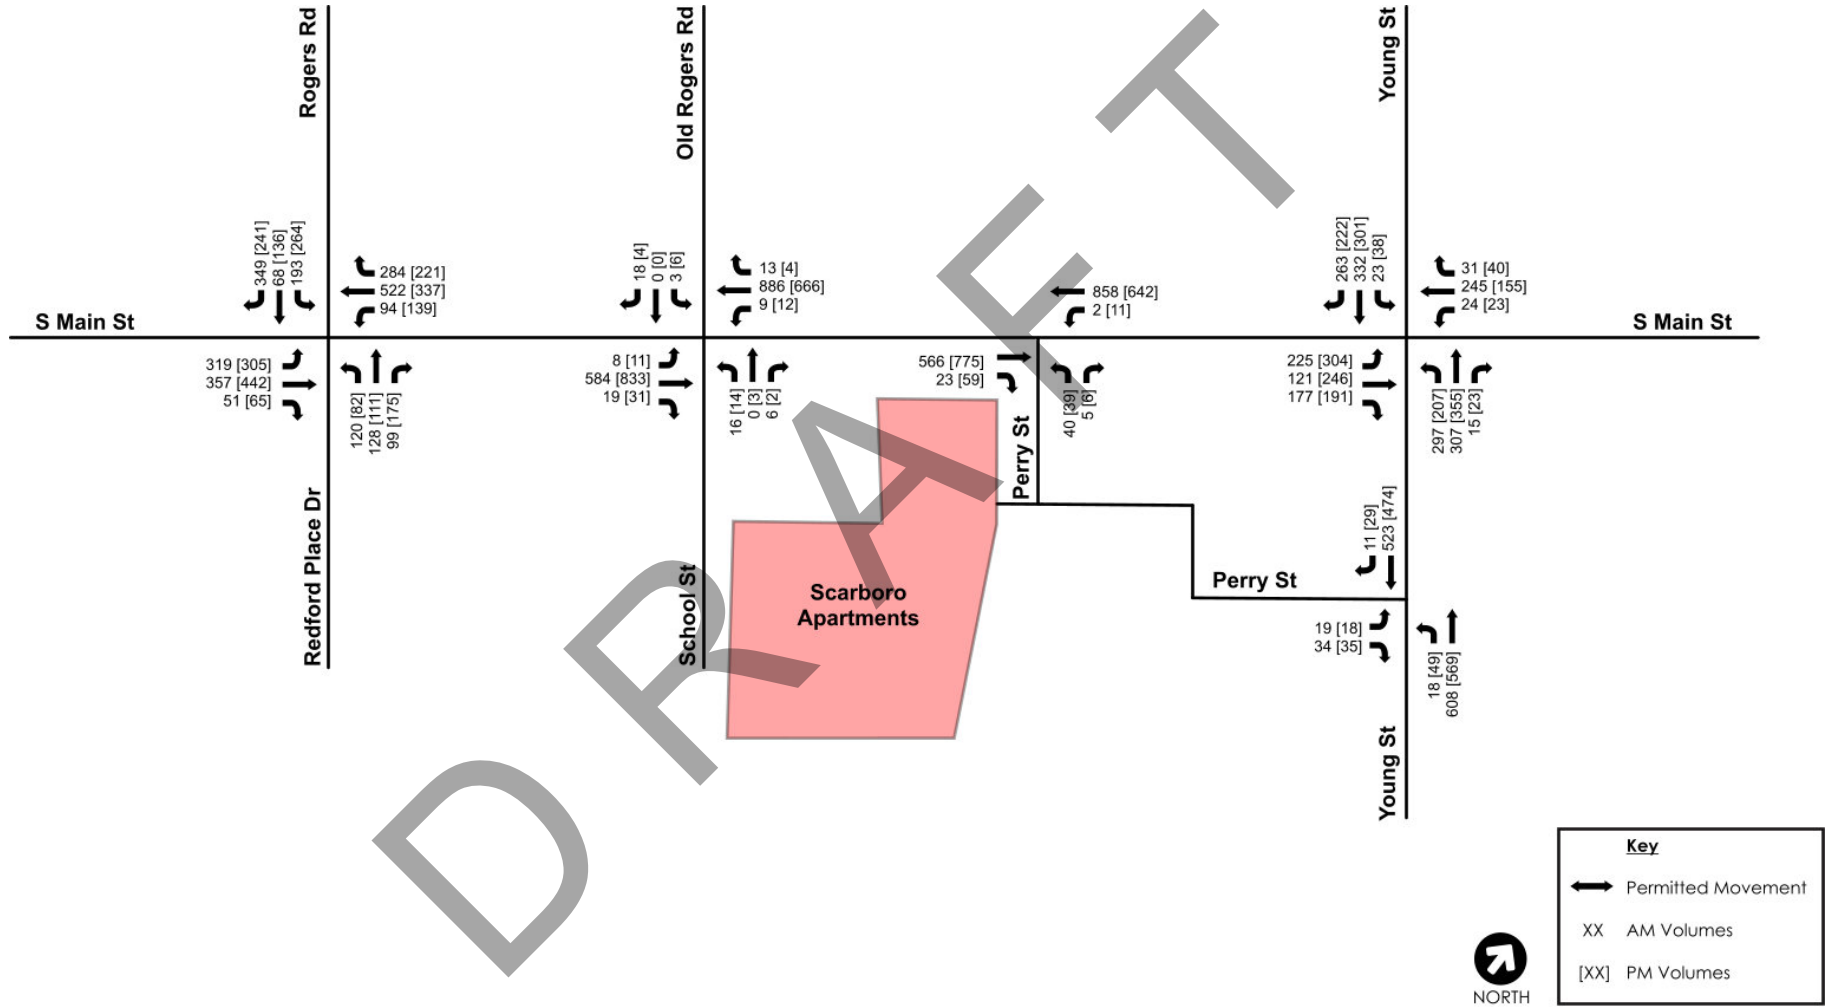 Rogers Rd
Old Rogers Rd
Young St
349 [241]
68 [136]
193 [264]
284 [221]
522 [337]
94 [139]
18 [4]
0 [0]
3 [6]
13 [4]
886 [666]
9 [12]
858 [642]
2 [11]
263 [222]
332 [301]
23 [38]
31 [40]
245 [155]
24 [23]
S Main St
S Main St
319 [305]
357 [442]
51 [65]
120 [82]
128 [111]
99 [175]
8 [11]
584 [833]
19 [31]
16 [14]
0 [3]
6 [2]
566 [775]
23 [59]
40 [39]
5 [6]
225 [304]
121 [246]
177 [191]
297 [207]
307 [355]
15 [23]
Redford Place Dr
School St
Perry St
Scarboro
Apartments
11 [29]
523 [474]
Perry St
19 [18]
34 [35]
18 [49]
608 [569]
Young St
DRAFT
Key
Permitted Movement
XX AM Volumes
[XX] PM Volumes
NORTH